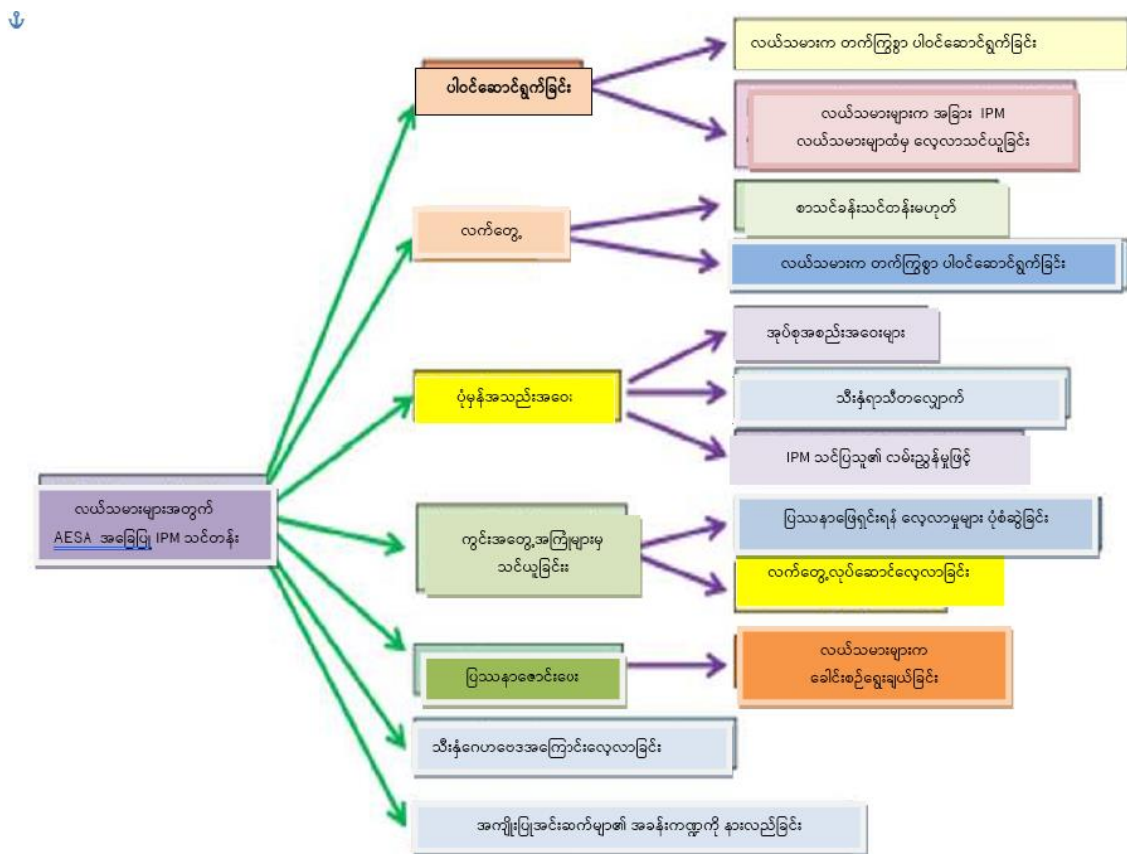 လယ်သမားက တက်ကြွစွာ ပါဝင်ဆောင်ရွက်ခြင်း
ပါဝင်ဆောင်ရွက်ခြင်း
လယ်သမားများက အခြား IPM
လယ်သမားမျာထံမှ လေ့လာသင်ယူခြင်း
စာသင်ခန်းသင်တန်းမဟုတ်
လက်တွေ့
လယ်သမားက တက်ကြွစွာ ပါဝင်ဆောင်ရွက်ခြင်း
အုပ်စုအစည်းအဝေးများ
ပုံမှန်အသည်းအဝေး
သီးနှံရာသီတလျှောက်
IPM သင်ပြသူ၏ လမ်းညွှန်မှုဖြင့်
လယ်သမားများအတွက်
AESA အခြေပြု IPM သင်တန်း
ပြဿနာဖြေရှင်းရန် လေ့လာမှုများ ပုံစံဆွဲခြင်း
ကွင်းအတွေ့အကြုံများမှ
သင်ယူခြင်းး
လက်တွေ့လုပ်ဆောင်လေ့လာခြင်း
လယ်သမားများက
ခေါင်းစဉ်ရွေးချယ်ခြင်း
ပြဿနာဇောင်းပေး
သီးနှံဂေဟဗေဒအကြောင်းလေ့လာခြင်း
အကျိုးပြုအင်းဆက်မျာ၏ အခန်းကဏ္ဍကို နားလည်ခြင်း